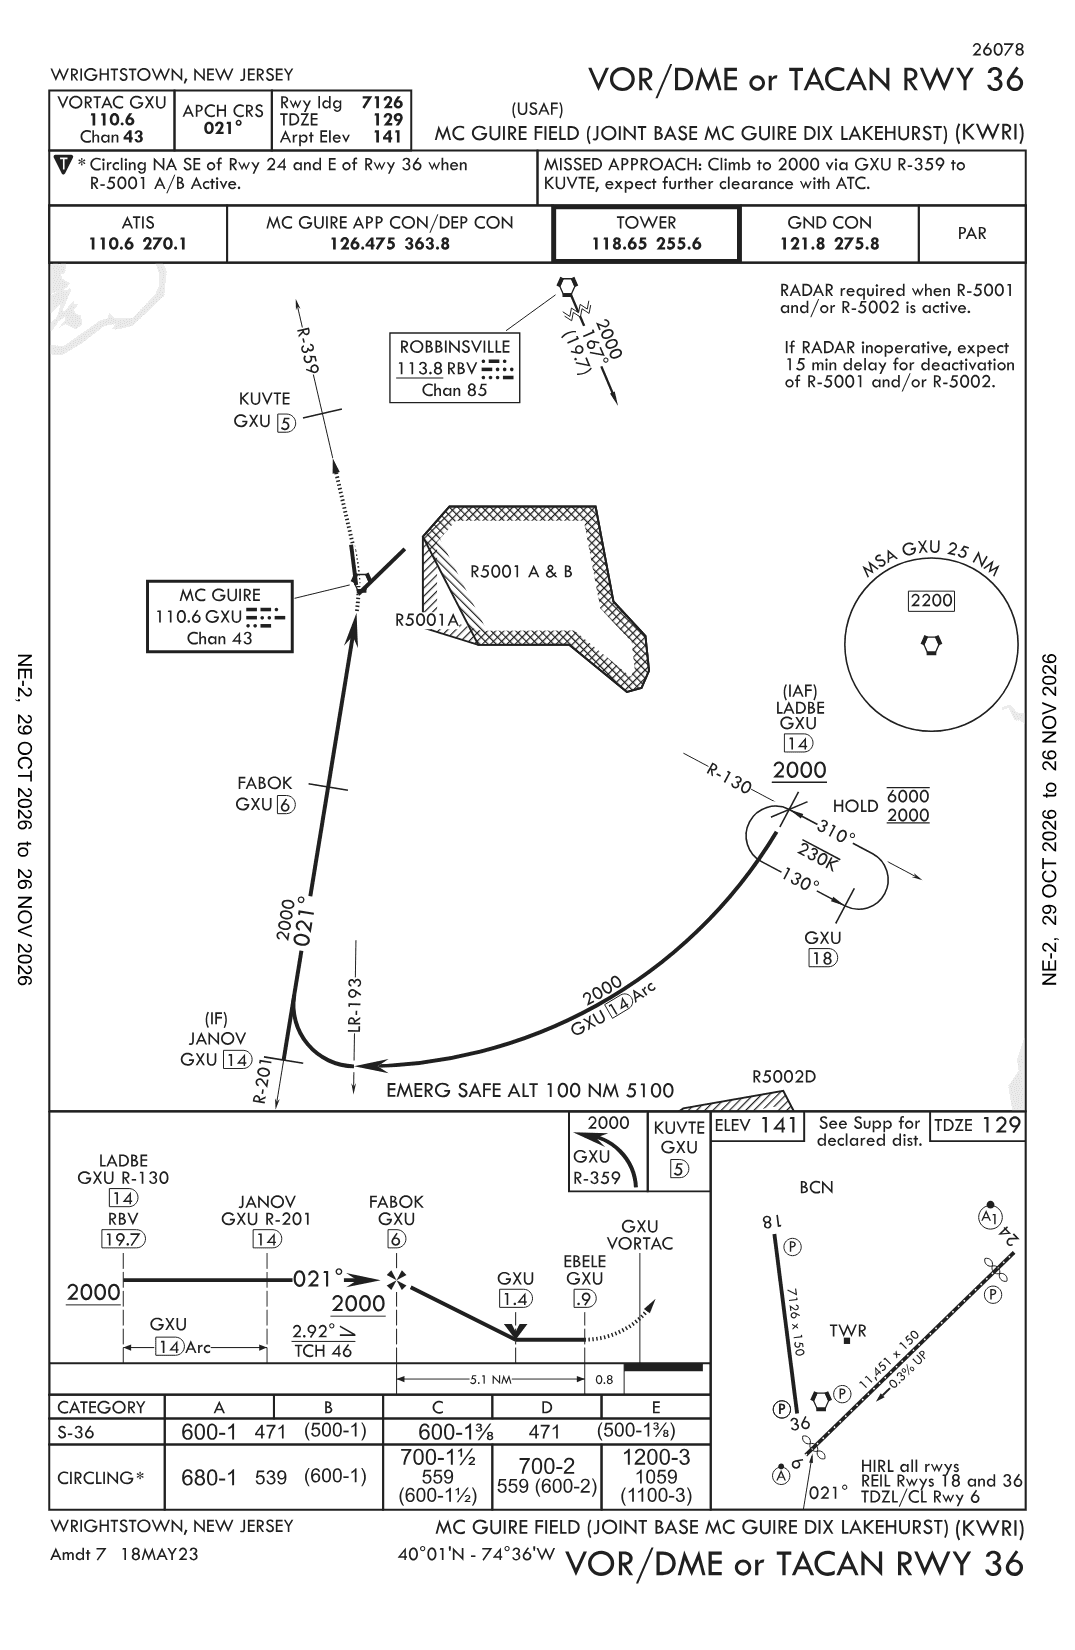 26078
WRIGHTSTOWN, NEW JERSEY
VOR/DME or TACAN RWY 36
VORTAC GXU
110.6
Chan 43
APCH CRS
021°
Rwy ldg 7126
TDZE 129
Arpt Elev 141
(USAF)
MC GUIRE FIELD (JOINT BASE MC GUIRE DIX LAKEHURST) (KWRI)
T * Circling NA SE of Rwy 24 and E of Rwy 36 when
R-5001 A/B Active.
MISSED APPROACH: Climb to 2000 via GXU R-359 to
KUVTE, expect further clearance with ATC.
ATIS
110.6 270.1
MC GUIRE APP CON/DEP CON
126.475 363.8
TOWER
118.65 255.6
GND CON
121.8 275.8
PAR
RADAR required when R-5001
and/or R-5002 is active.
If RADAR inoperative, expect
15 min delay for deactivation
of R-5001 and/or R-5002.
2000
167°
(19.7)
ROBBINSVILLE
113.8 RBV
Chan 85
R-359
KUVTE
GXU 5
R5001 A & B
R5001A
MC GUIRE
110.6 GXU
Chan 43
MSA GXU 25 NM
2200
(IAF)
LADBE
GXU
14
2000
R-130
HOLD 6000
2000
310°
230K
130°
GXU
18
FABOK
GXU 6
2000
021°
LR-193
2000
GXU 14 Arc
(IF)
JANOV
GXU 14
R-201
EMERG SAFE ALT 100 NM 5100
R5002D
NE-2, 29 OCT 2026 to 26 NOV 2026
NE-2, 29 OCT 2026 to 26 NOV 2026
2000
GXU
R-359
KUVTE
GXU
5
LADBE
GXU R-130
14
RBV
19.7
JANOV
GXU R-201
14
FABOK
GXU
6
GXU
VORTAC
EBELE
GXU
.9
GXU
1.4
2000
021°
2000
GXU
14 Arc
2.92°
TCH 46
5.1 NM
0.8
ELEV 141
See Supp for
declared dist.
TDZE 129
BCN
18
P
A1
24
P
7126 x 150
TWR
11,451 x 150
0.3% UP
P
P
36
6
A
021°
HIRL all rwys
REIL Rwys 18 and 36
TDZL/CL Rwy 6
CATEGORY A B C D E
S-36 600-1 471 (500-1) 600-1⅜ 471 (500-1⅜)
CIRCLING* 680-1 539 (600-1) 700-1½ 559 (600-1½) 700-2 559 (600-2) 1200-3 1059 (1100-3)
WRIGHTSTOWN, NEW JERSEY
MC GUIRE FIELD (JOINT BASE MC GUIRE DIX LAKEHURST) (KWRI)
Amdt 7 18MAY23
40°01'N - 74°36'W
VOR/DME or TACAN RWY 36